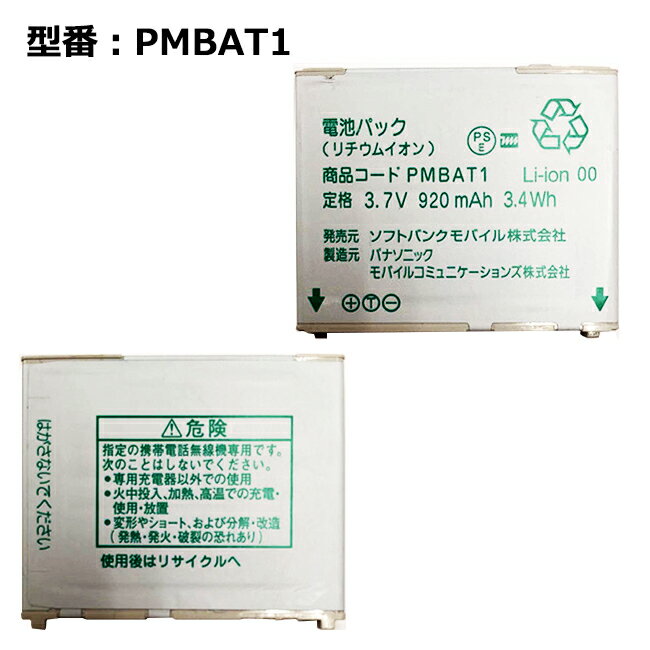 型番：PMBAT1
電池パック
（リチウムイオン）
PS
E
商品コード PMBAT1 Li-ion 00
定格 3.7V 920 mAh 3.4Wh
発売元 ソフトバンクモバイル株式会社
製造元 パナソニック
モバイルコミュニケーションズ株式会社
⊕Ⓣ⊖
はがさないでください
⚠危険
指定の携帯電話無線機専用です。
次のことはしないでください。
●専用充電器以外での使用
●火中投入、加熱、高温での充電・
使用・放置
●変形やショート、および分解・改造
（発熱・発火・破裂の恐れあり）
使用後はリサイクルへ